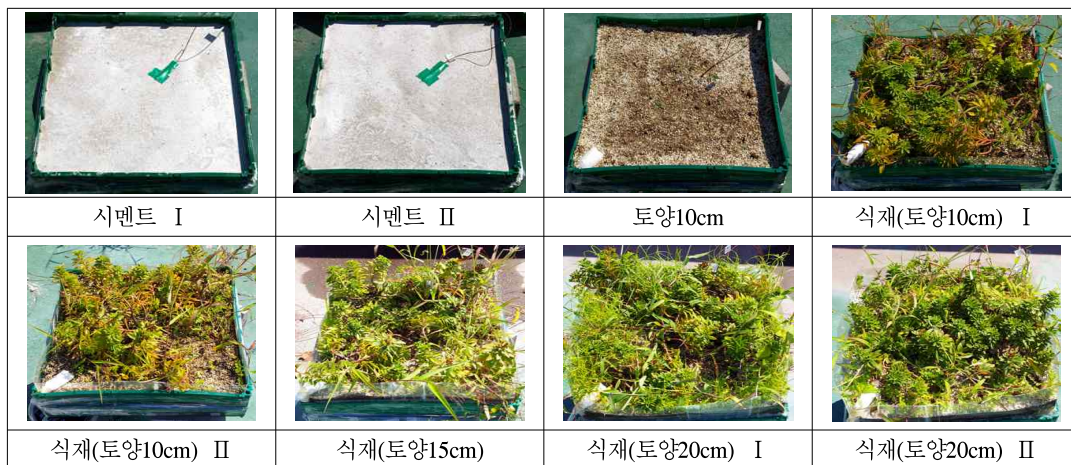 시멘트 Ⅰ
시멘트 Ⅱ
토양10cm
식재(토양10cm) Ⅰ
식재(토양10cm) Ⅱ
식재(토양15cm)
식재(토양20cm) Ⅰ
식재(토양20cm) Ⅱ